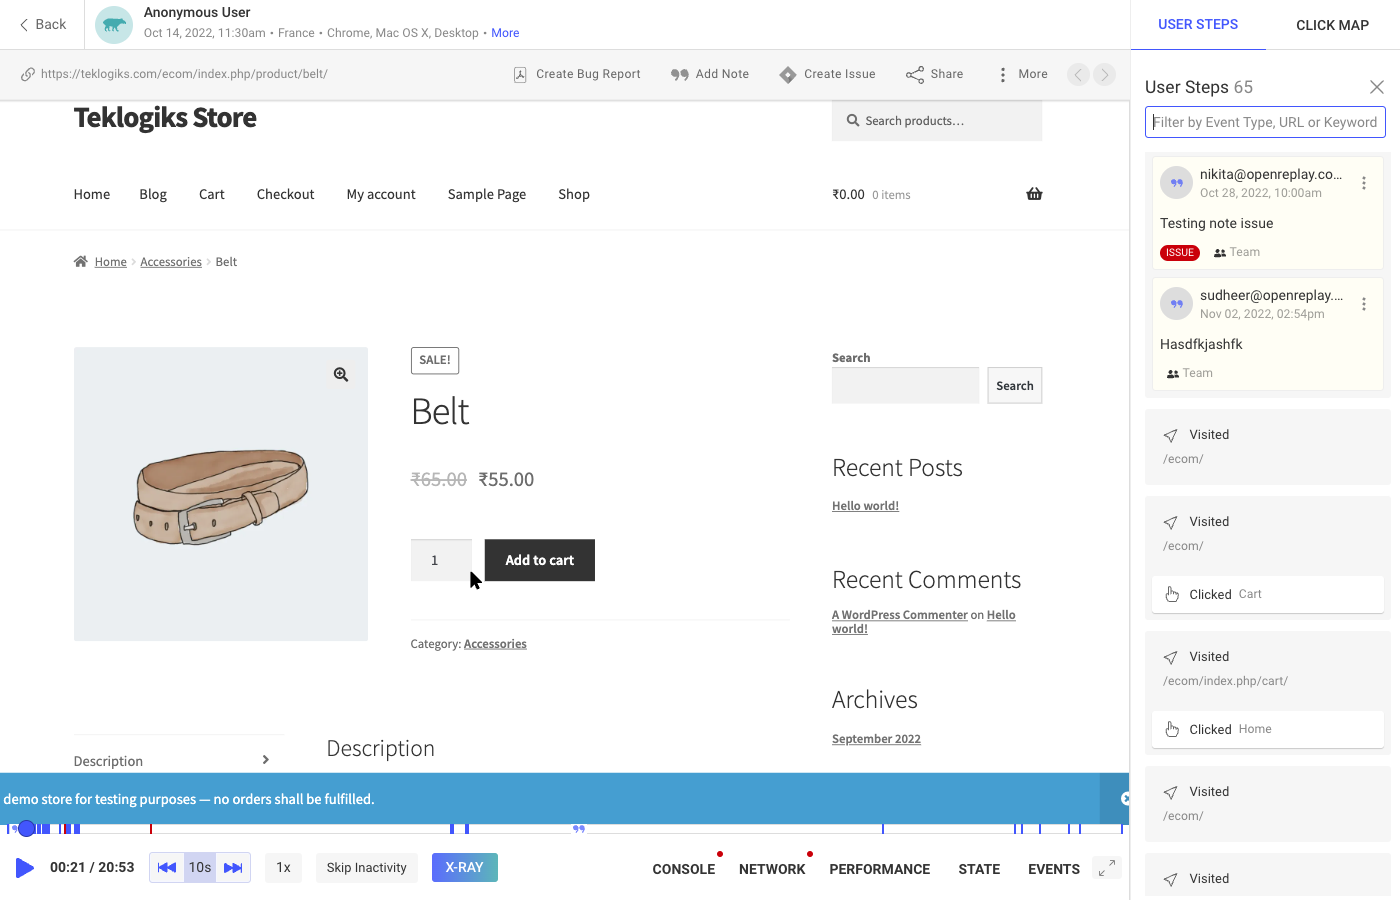 Back
Anonymous User
Oct 14, 2022, 11:30am • France • Chrome, Mac OS X, Desktop • More
USER STEPS
CLICK MAP
https://teklogiks.com/ecom/index.php/product/belt/
Create Bug Report
Add Note
Create Issue
Share
More
Teklogiks Store
Search products…
Home
Blog
Cart
Checkout
My account
Sample Page
Shop
₹0.00 0 items
Home
Accessories
Belt
SALE!
Belt
₹65.00 ₹55.00
1
Add to cart
Category: Accessories
Search
Search
Recent Posts
Hello world!
Recent Comments
A WordPress Commenter on Hello
world!
Archives
September 2022
Description
Description
demo store for testing purposes — no orders shall be fulfilled.
00:21 / 20:53
10s
1x
Skip Inactivity
X-RAY
CONSOLE
NETWORK
PERFORMANCE
STATE
EVENTS
User Steps 65
Filter by Event Type, URL or Keyword
nikita@openreplay.co...
Oct 28, 2022, 10:00am
Testing note issue
ISSUE
Team
sudheer@openreplay....
Nov 02, 2022, 02:54pm
Hasdfkjashfk
Team
Visited
/ecom/
Visited
/ecom/
Clicked Cart
Visited
/ecom/index.php/cart/
Clicked Home
Visited
/ecom/
Visited